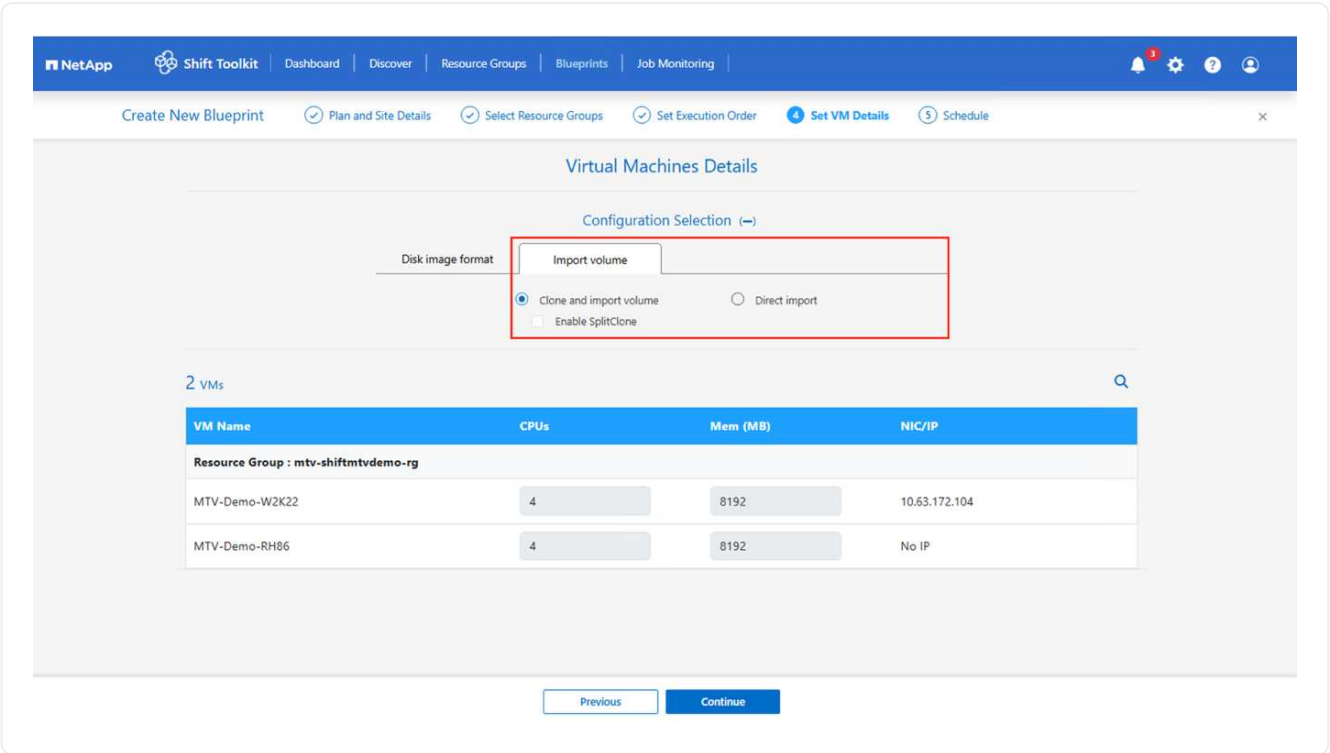 NetApp Shift Toolkit Dashboard Discover Resource Groups Blueprints Job Monitoring 3
Create New Blueprint Plan and Site Details Select Resource Groups Set Execution Order 4 Set VM Details 5 Schedule
Virtual Machines Details
Configuration Selection (−)
Disk image format Import volume
Clone and import volume Direct import
Enable SplitClone
2 VMs
VM Name CPUs Mem (MB) NIC/IP
Resource Group : mtv-shiftmtvdemo-rg
MTV-Demo-W2K22 4 8192 10.63.172.104
MTV-Demo-RH86 4 8192 No IP
Previous Continue